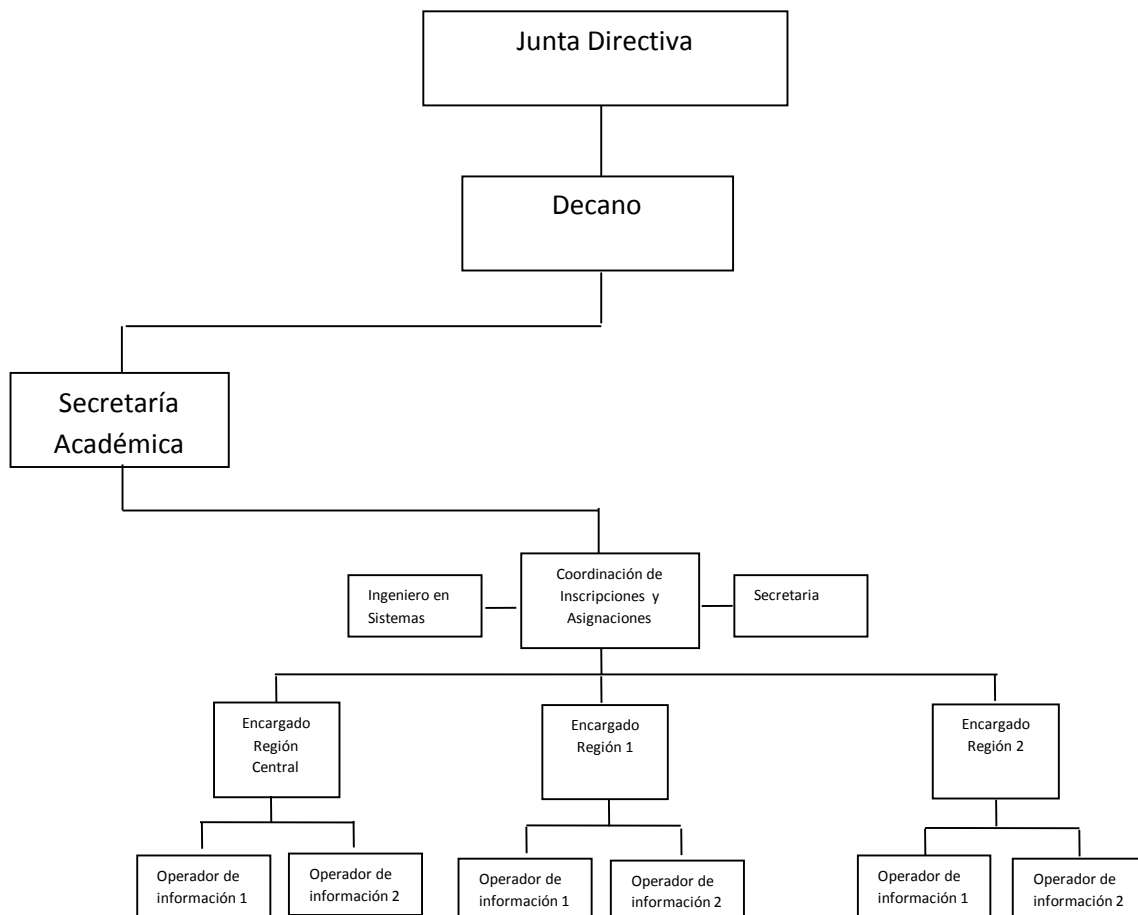 Junta Directiva
Decano
Secretaría
Académica
Ingeniero en
Sistemas
Coordinación de
Inscripciones y
Asignaciones
Secretaria
Encargado
Región
Central
Encargado
Región 1
Encargado
Región 2
Operador de
información 1
Operador de
información 2
Operador de
información 1
Operador de
información 2
Operador de
información 1
Operador de
información 2